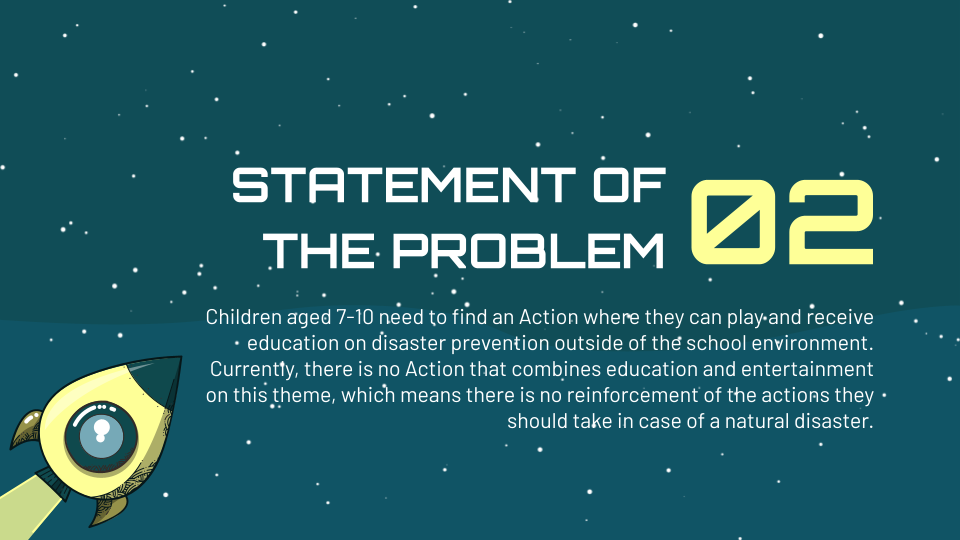 STATEMENT OF
THE PROBLEM
02
Children aged 7-10 need to find an Action where they can play and receive
education on disaster prevention outside of the school environment.
Currently, there is no Action that combines education and entertainment
on this theme, which means there is no reinforcement of the actions they
should take in case of a natural disaster.